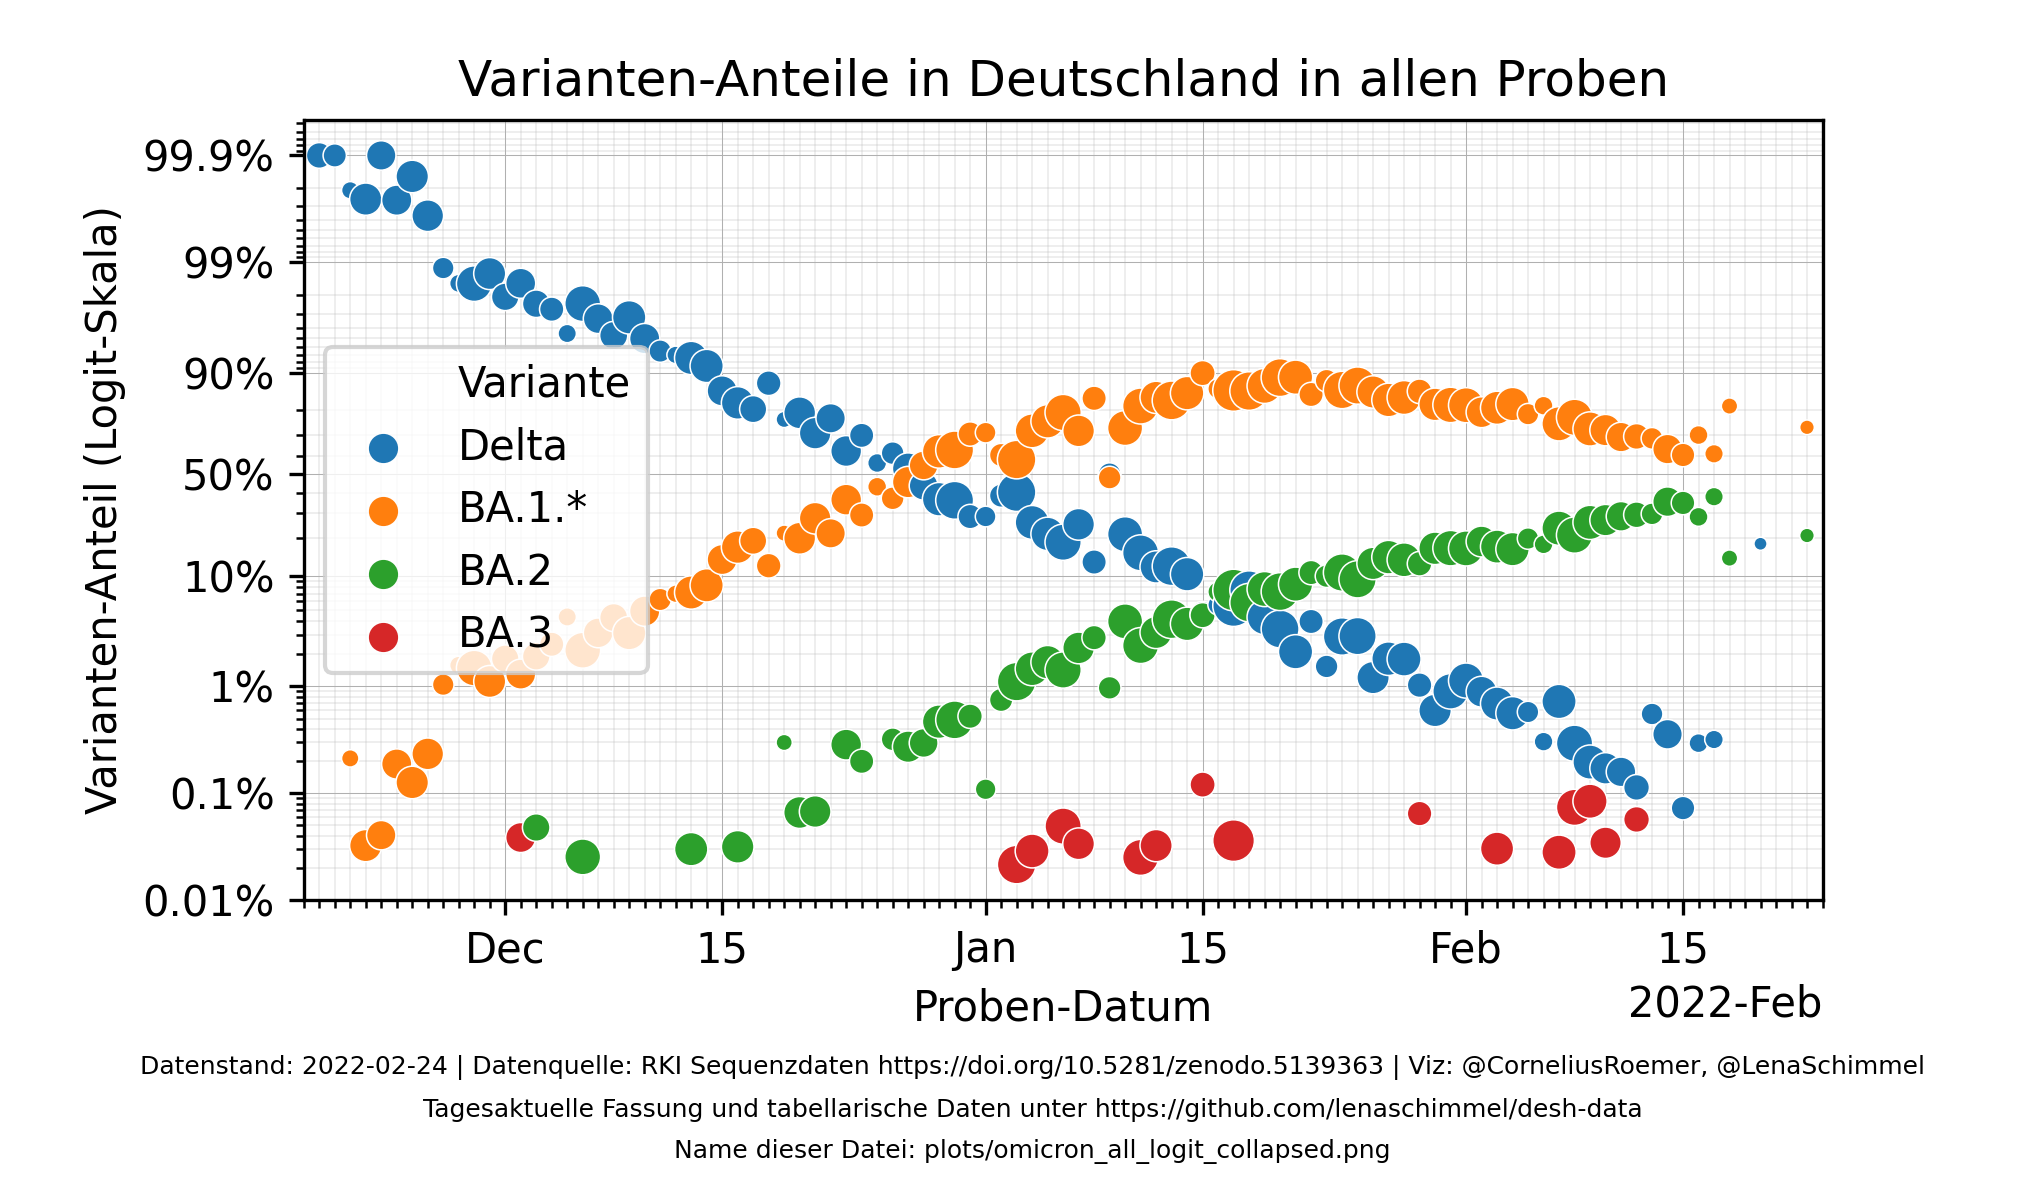 Varianten-Anteile in Deutschland in allen Proben
Varianten-Anteil (Logit-Skala)
99.9%
99%
90%
50%
10%
1%
0.1%
0.01%
Variante
Delta
BA.1.*
BA.2
BA.3
Dec 15 Jan 15 Feb 15
2022-Feb
Proben-Datum
Datenstand: 2022-02-24 | Datenquelle: RKI Sequenzdaten https://doi.org/10.5281/zenodo.5139363 | Viz: @CorneliusRoemer, @LenaSchimmel
Tagesaktuelle Fassung und tabellarische Daten unter https://github.com/lenaschimmel/desh-data
Name dieser Datei: plots/omicron_all_logit_collapsed.png